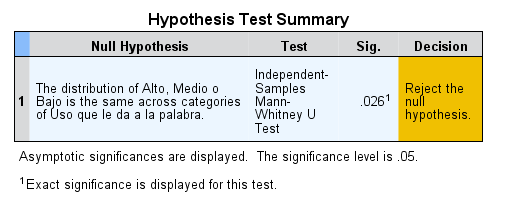 Hypothesis Test Summary
Null Hypothesis Test Sig. Decision
1
The distribution of Alto, Medio o
Bajo is the same across categories
of Uso que le da a la palabra.
Independent-
Samples
Mann-
Whitney U
Test
.026¹
Reject the
null
hypothesis.
Asymptotic significances are displayed. The significance level is .05.
¹Exact significance is displayed for this test.